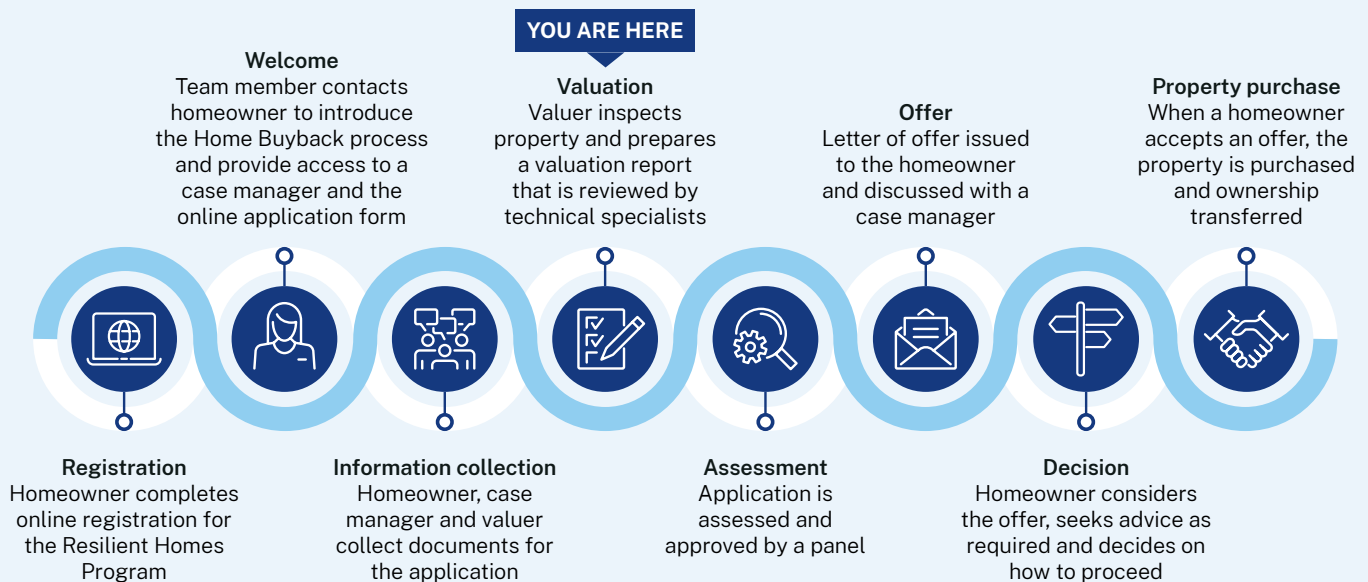 YOU ARE HERE
Registration
Homeowner completes
online registration for
the Resilient Homes
Program
Welcome
Team member contacts
homeowner to introduce
the Home Buyback process
and provide access to a
case manager and the
online application form
Information collection
Homeowner, case
manager and valuer
collect documents for
the application
Valuation
Valuer inspects
property and prepares
a valuation report
that is reviewed by
technical specialists
Assessment
Application is
assessed and
approved by a panel
Offer
Letter of offer issued
to the homeowner
and discussed with a
case manager
Decision
Homeowner considers
the offer, seeks advice as
required and decides on
how to proceed
Property purchase
When a homeowner
accepts an offer, the
property is purchased
and ownership
transferred